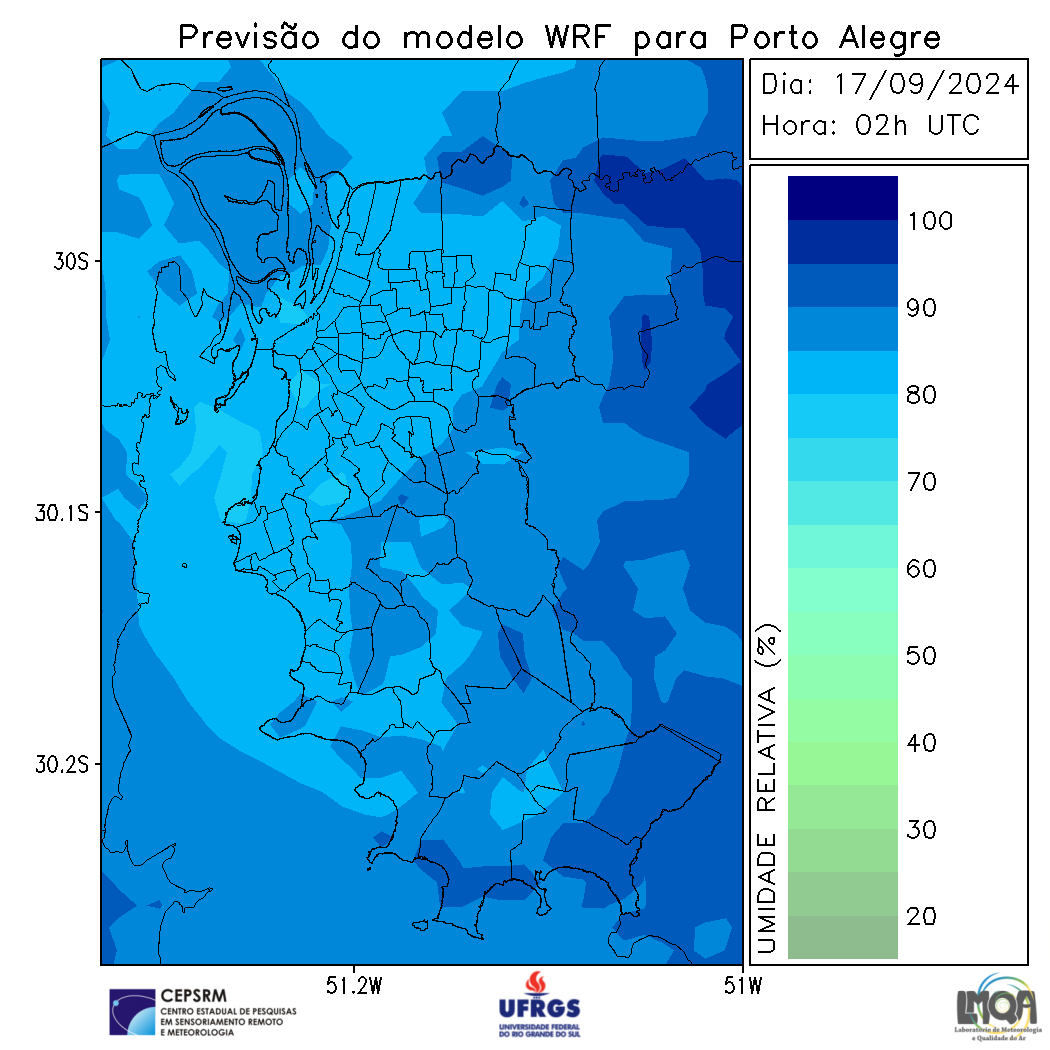 Previsão do modelo WRF para Porto Alegre
Dia: 17/09/2024
Hora: 02h UTC
30S
30.1S
30.2S
51.2W
51W
100
90
80
70
60
50
40
30
20
UMIDADE RELATIVA (%)
CEPSRM
CENTRO ESTADUAL DE PESQUISAS
EM SENSORIAMENTO REMOTO
E METEOROLOGIA
UFRGS
UNIVERSIDADE FEDERAL
DO RIO GRANDE DO SUL
LMQA
Laboratório de Meteorologia
e Qualidade do Ar